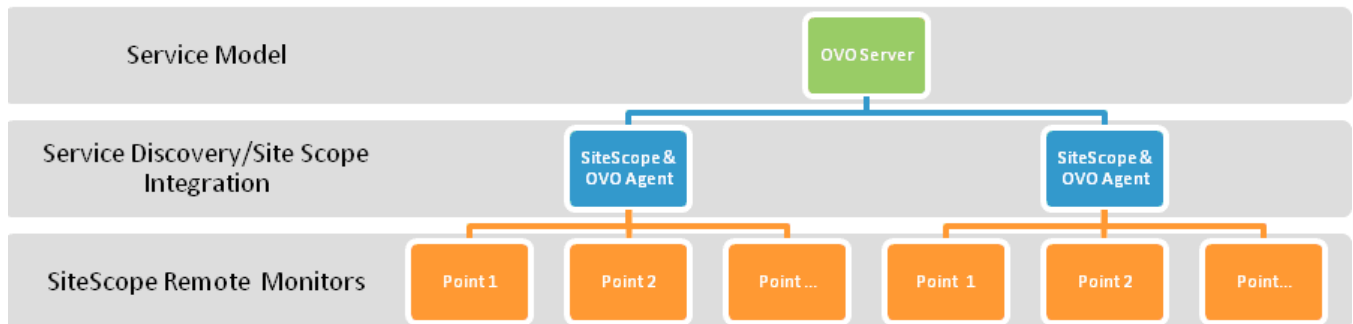 Service Model
OVO Server
Service Discovery/Site Scope
Integration
SiteScope &
OVO Agent
SiteScope &
OVO Agent
SiteScope Remote Monitors
Point 1
Point 2
Point ...
Point 1
Point 2
Point...